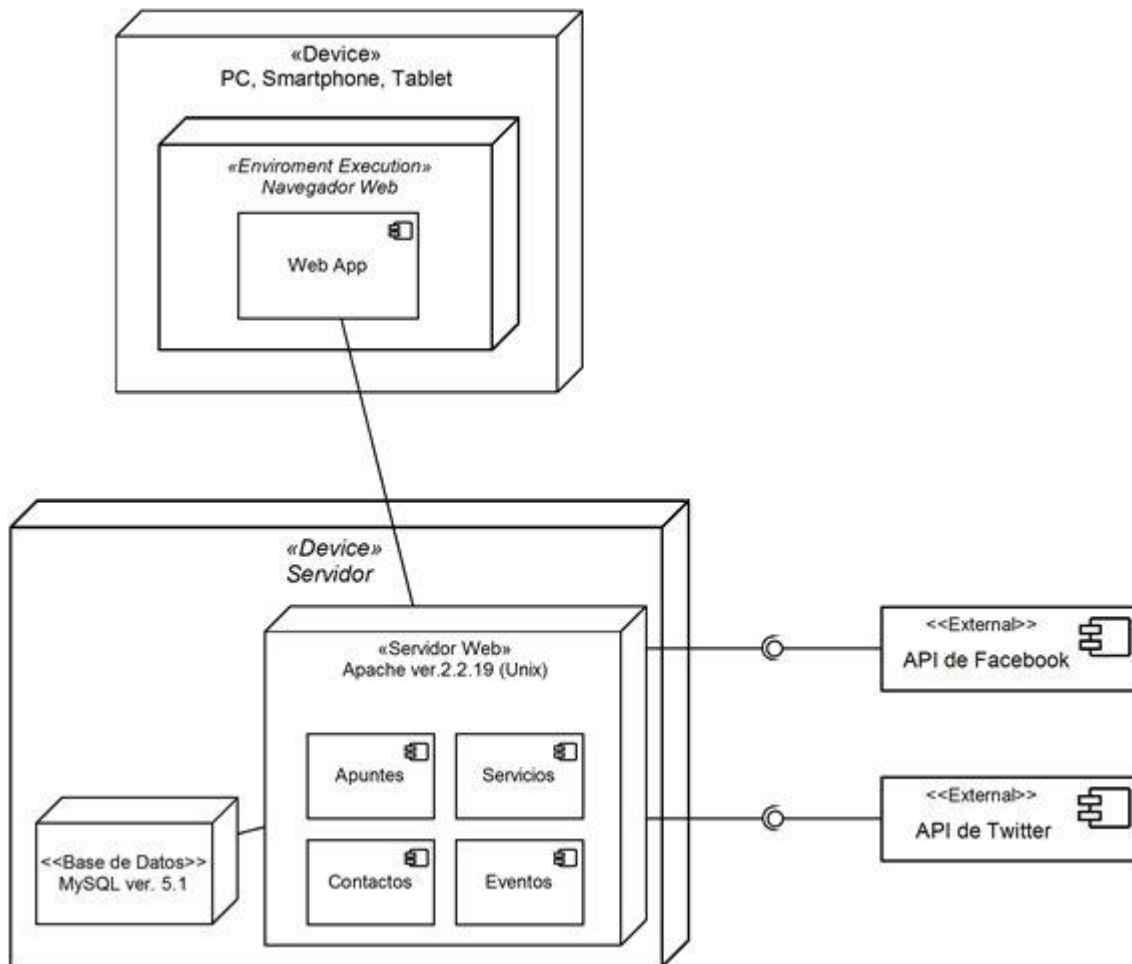 «Device»
PC, Smartphone, Tablet
«Enviroment Execution»
Navegador Web
Web App
«Device»
Servidor
«Servidor Web»
Apache ver.2.2.19 (Unix)
Apuntes
Servicios
Contactos
Eventos
<<Base de Datos>>
MySQL ver. 5.1
<<External>>
API de Facebook
<<External>>
API de Twitter